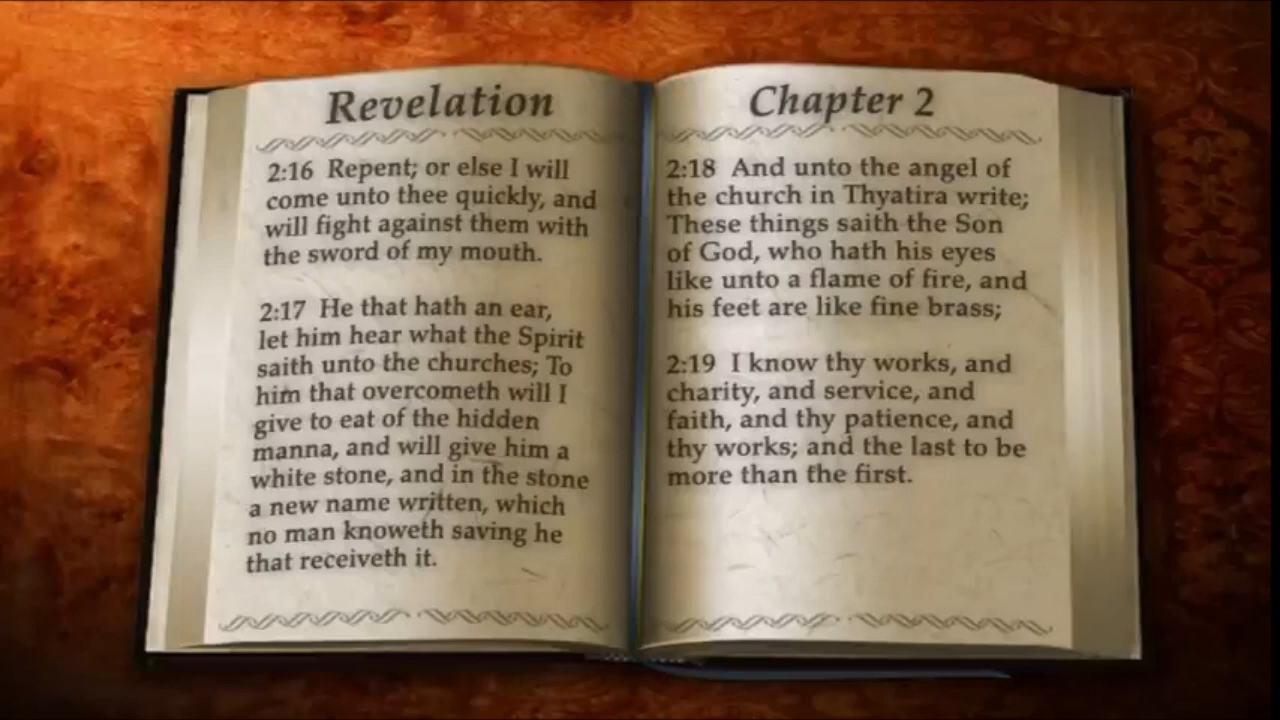 Revelation
2:16 Repent; or else I will
come unto thee quickly, and
will fight against them with
the sword of my mouth.
2:17 He that hath an ear,
let him hear what the Spirit
saith unto the churches; To
him that overcometh will I
give to eat of the hidden
manna, and will give him a
white stone, and in the stone
a new name written, which
no man knoweth saving he
that receiveth it.
Chapter 2
2:18 And unto the angel of
the church in Thyatira write;
These things saith the Son
of God, who hath his eyes
like unto a flame of fire, and
his feet are like fine brass;
2:19 I know thy works, and
charity, and service, and
faith, and thy patience, and
thy works; and the last to be
more than the first.